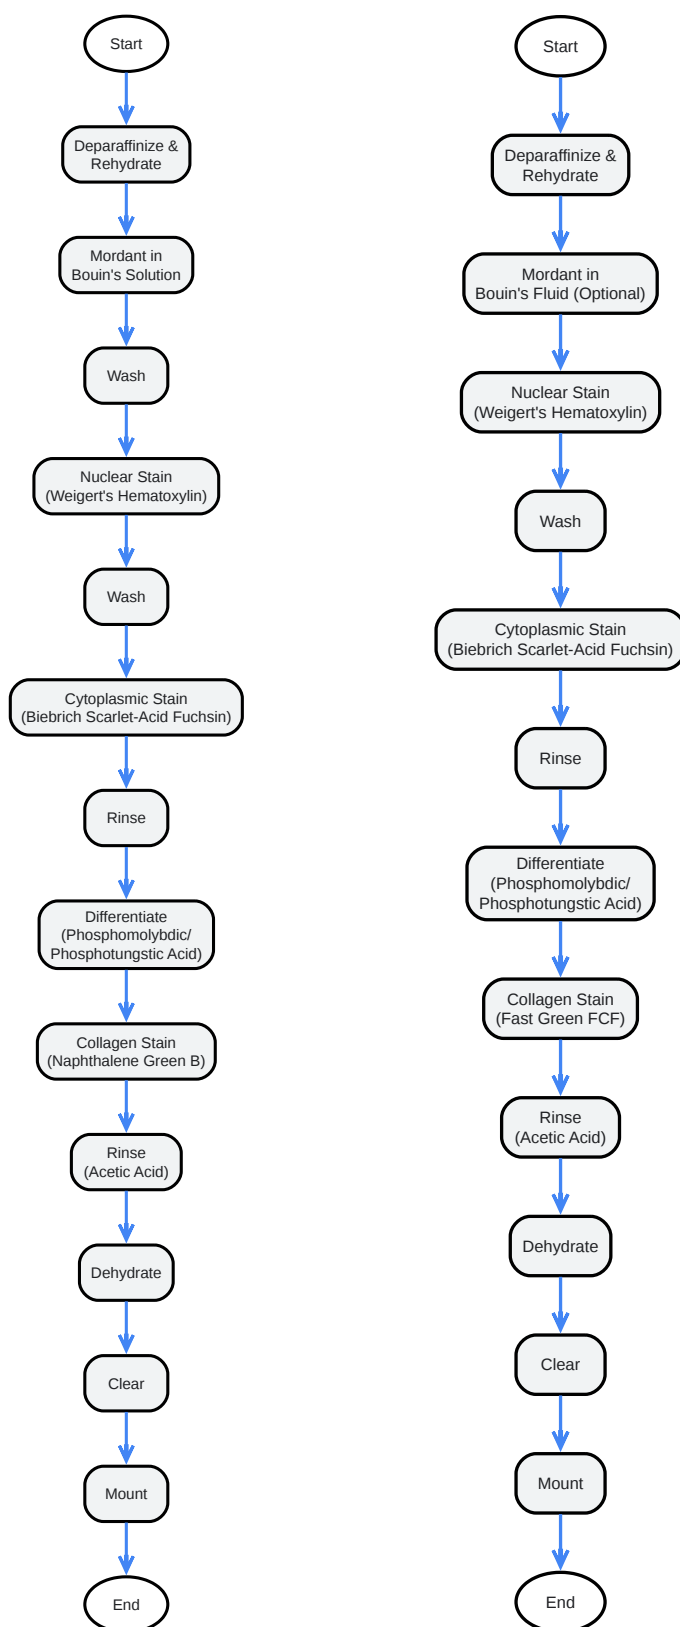 Start
Deparaffinize &
Rehydrate
Mordant in
Bouin's Solution
Wash
Nuclear Stain
(Weigert's Hematoxylin)
Wash
Cytoplasmic Stain
(Biebrich Scarlet-Acid Fuchsin)
Rinse
Differentiate
(Phosphomolybdic/
Phosphotungstic Acid)
Collagen Stain
(Naphthalene Green B)
Rinse
(Acetic Acid)
Dehydrate
Clear
Mount
End
Start
Deparaffinize &
Rehydrate
Mordant in
Bouin's Fluid (Optional)
Nuclear Stain
(Weigert's Hematoxylin)
Wash
Cytoplasmic Stain
(Biebrich Scarlet-Acid Fuchsin)
Rinse
Differentiate
(Phosphomolybdic/
Phosphotungstic Acid)
Collagen Stain
(Fast Green FCF)
Rinse
(Acetic Acid)
Dehydrate
Clear
Mount
End